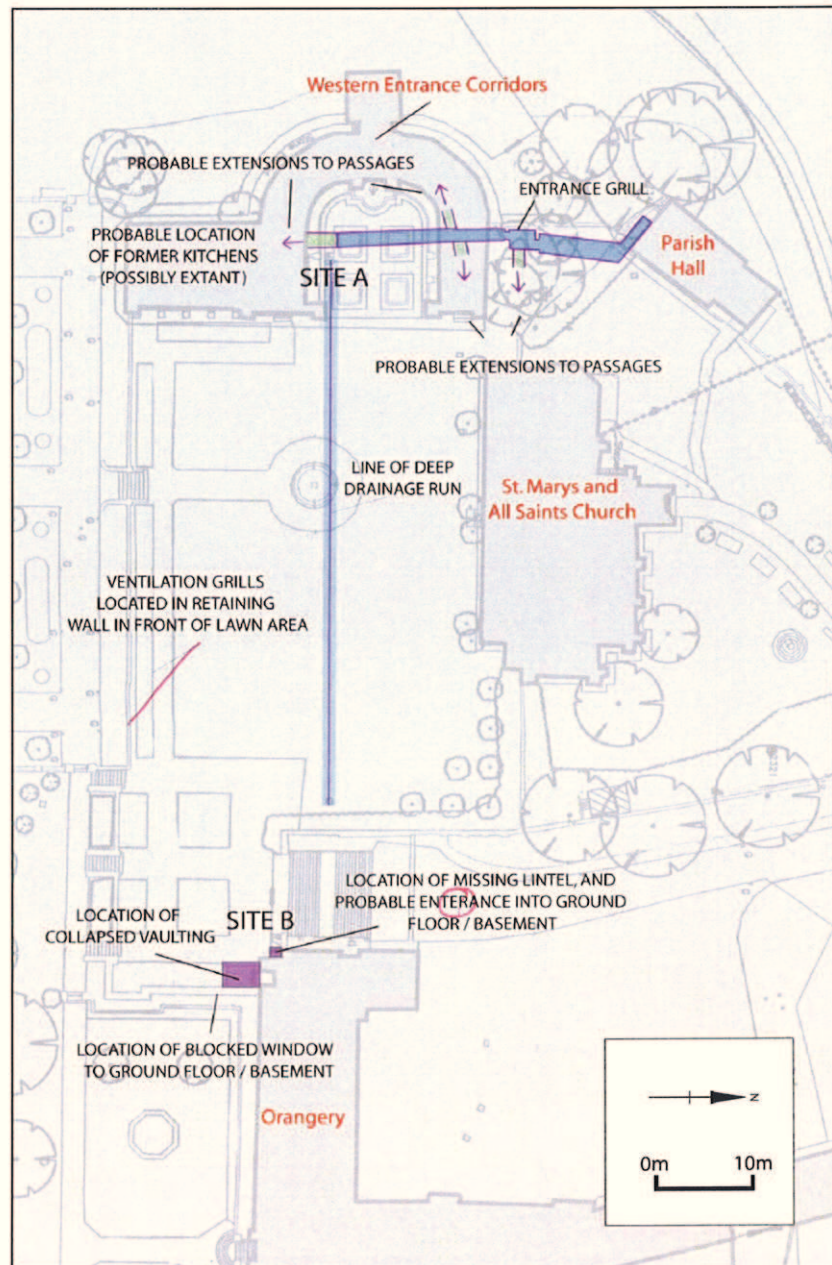 Western Entrance Corridors
PROBABLE EXTENSIONS TO PASSAGES
ENTRANCE GRILL
PROBABLE LOCATION
OF FORMER KITCHENS
(POSSIBLY EXTANT)
SITE A
Parish
Hall
PROBABLE EXTENSIONS TO PASSAGES
LINE OF DEEP
DRAINAGE RUN
St. Marys and
All Saints Church
VENTILATION GRILLS
LOCATED IN RETAINING
WALL IN FRONT OF LAWN AREA
LOCATION OF MISSING LINTEL, AND
PROBABLE ENTERANCE INTO GROUND
FLOOR / BASEMENT
LOCATION OF
COLLAPSED VAULTING
SITE B
LOCATION OF BLOCKED WINDOW
TO GROUND FLOOR / BASEMENT
Orangery
N
0m
10m